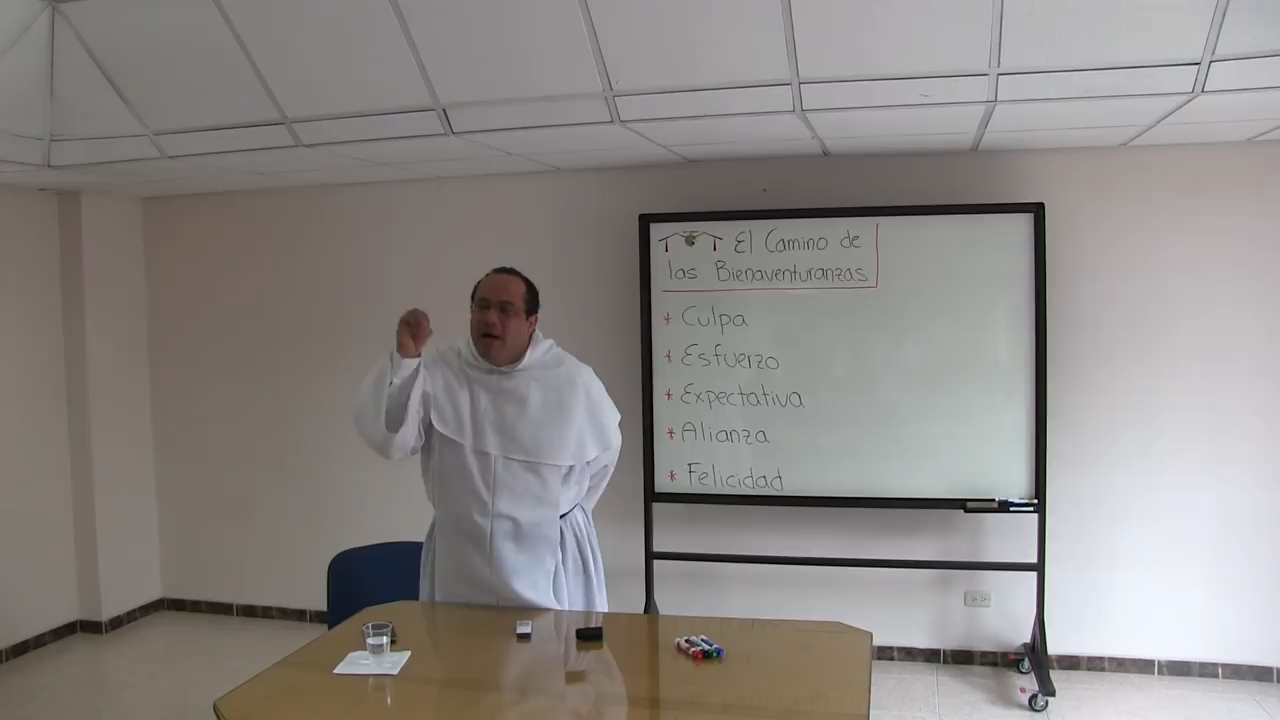 El Camino de
las Bienaventuranzas
* Culpa
* Esfuerzo
* Expectativa
* Alianza
* Felicidad